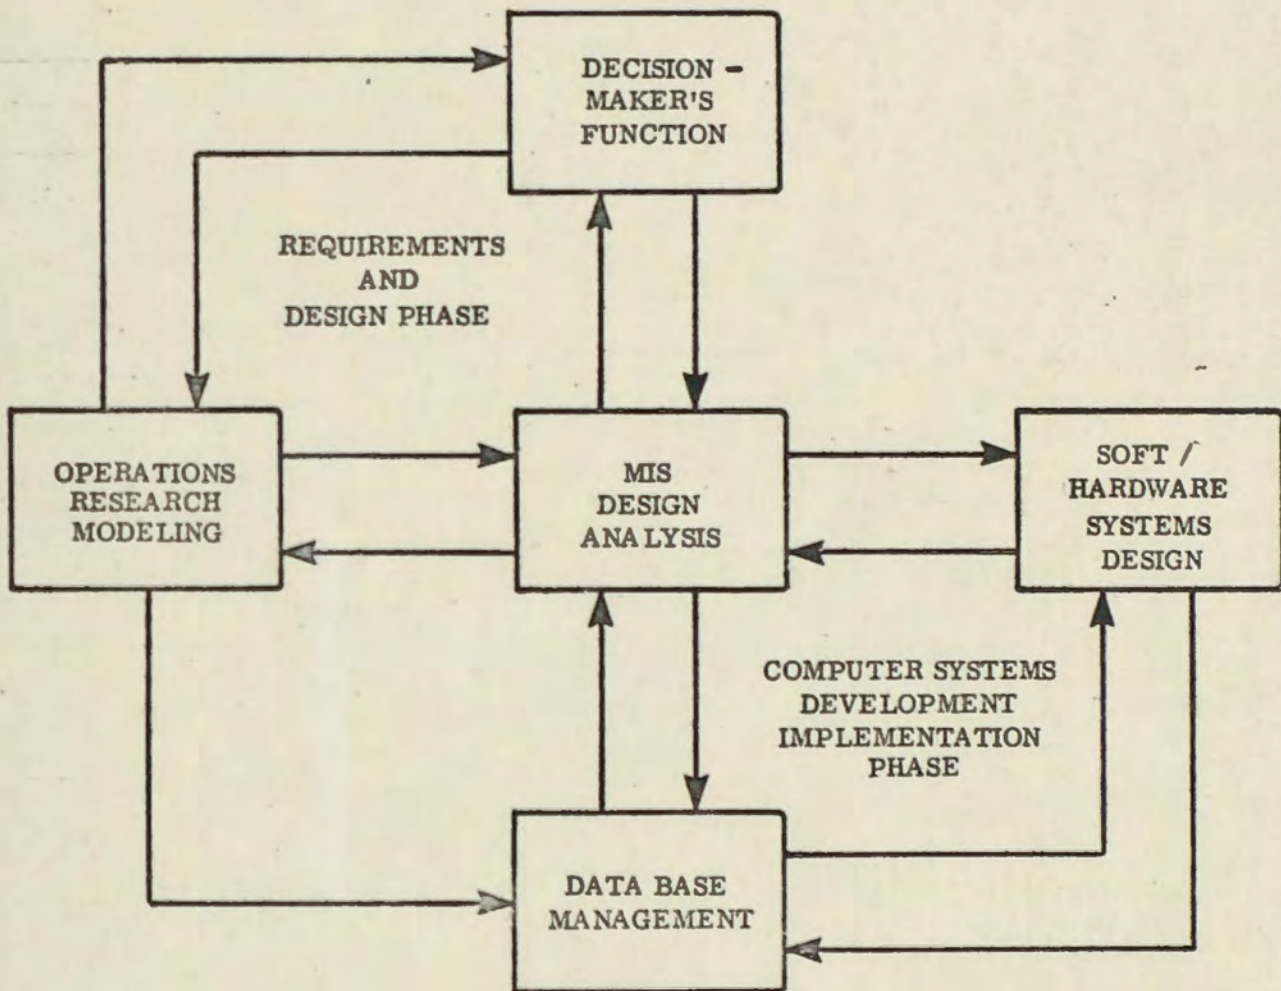 DECISION -
MAKER'S
FUNCTION
REQUIREMENTS
AND
DESIGN PHASE
OPERATIONS
RESEARCH
MODELING
MIS
DESIGN
ANALYSIS
SOFT /
HARDWARE
SYSTEMS
DESIGN
COMPUTER SYSTEMS
DEVELOPMENT
IMPLEMENTATION
PHASE
DATA BASE
MANAGEMENT